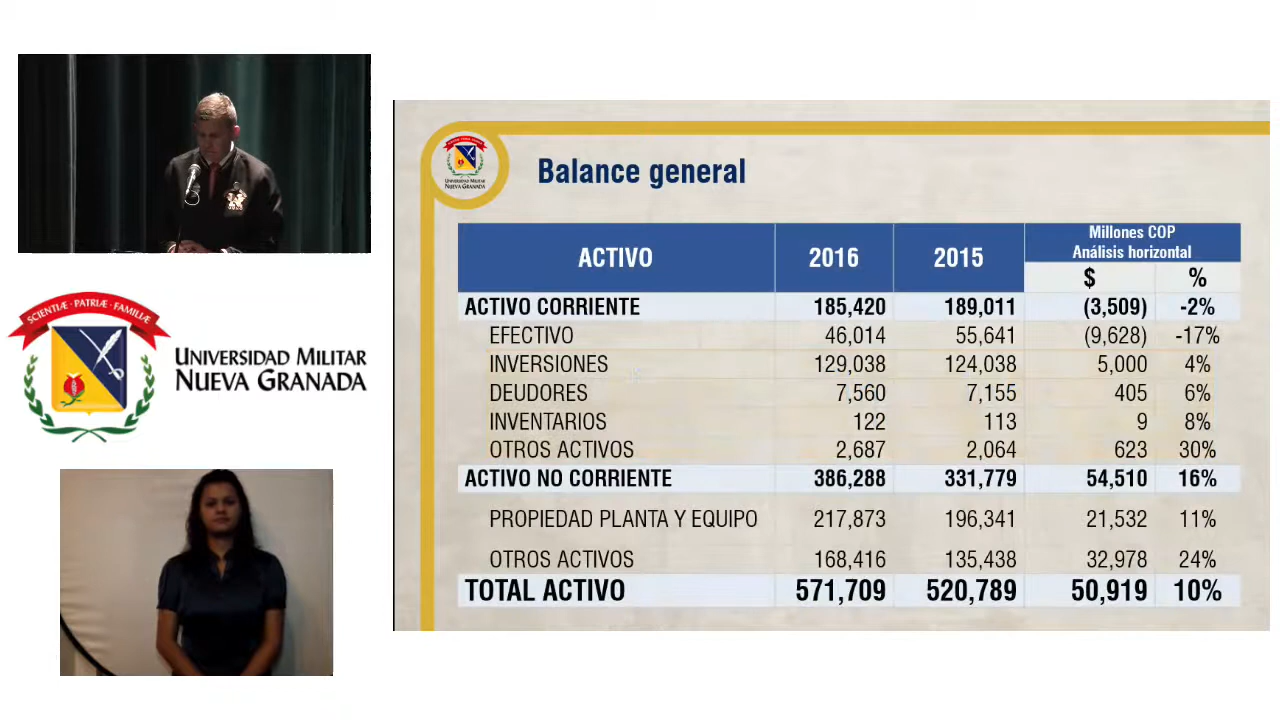 SCIENTIÆ · PATRIÆ · FAMILIÆ
UNIVERSIDAD MILITAR
NUEVA GRANADA
UNIVERSIDAD MILITAR
NUEVA GRANADA
Balance general
ACTIVO 2016 2015 Millones COP
Análisis horizontal
$ %
ACTIVO CORRIENTE 185,420 189,011 (3,509) -2%
EFECTIVO 46,014 55,641 (9,628) -17%
INVERSIONES 129,038 124,038 5,000 4%
DEUDORES 7,560 7,155 405 6%
INVENTARIOS 122 113 9 8%
OTROS ACTIVOS 2,687 2,064 623 30%
ACTIVO NO CORRIENTE 386,288 331,779 54,510 16%
PROPIEDAD PLANTA Y EQUIPO 217,873 196,341 21,532 11%
OTROS ACTIVOS 168,416 135,438 32,978 24%
TOTAL ACTIVO 571,709 520,789 50,919 10%